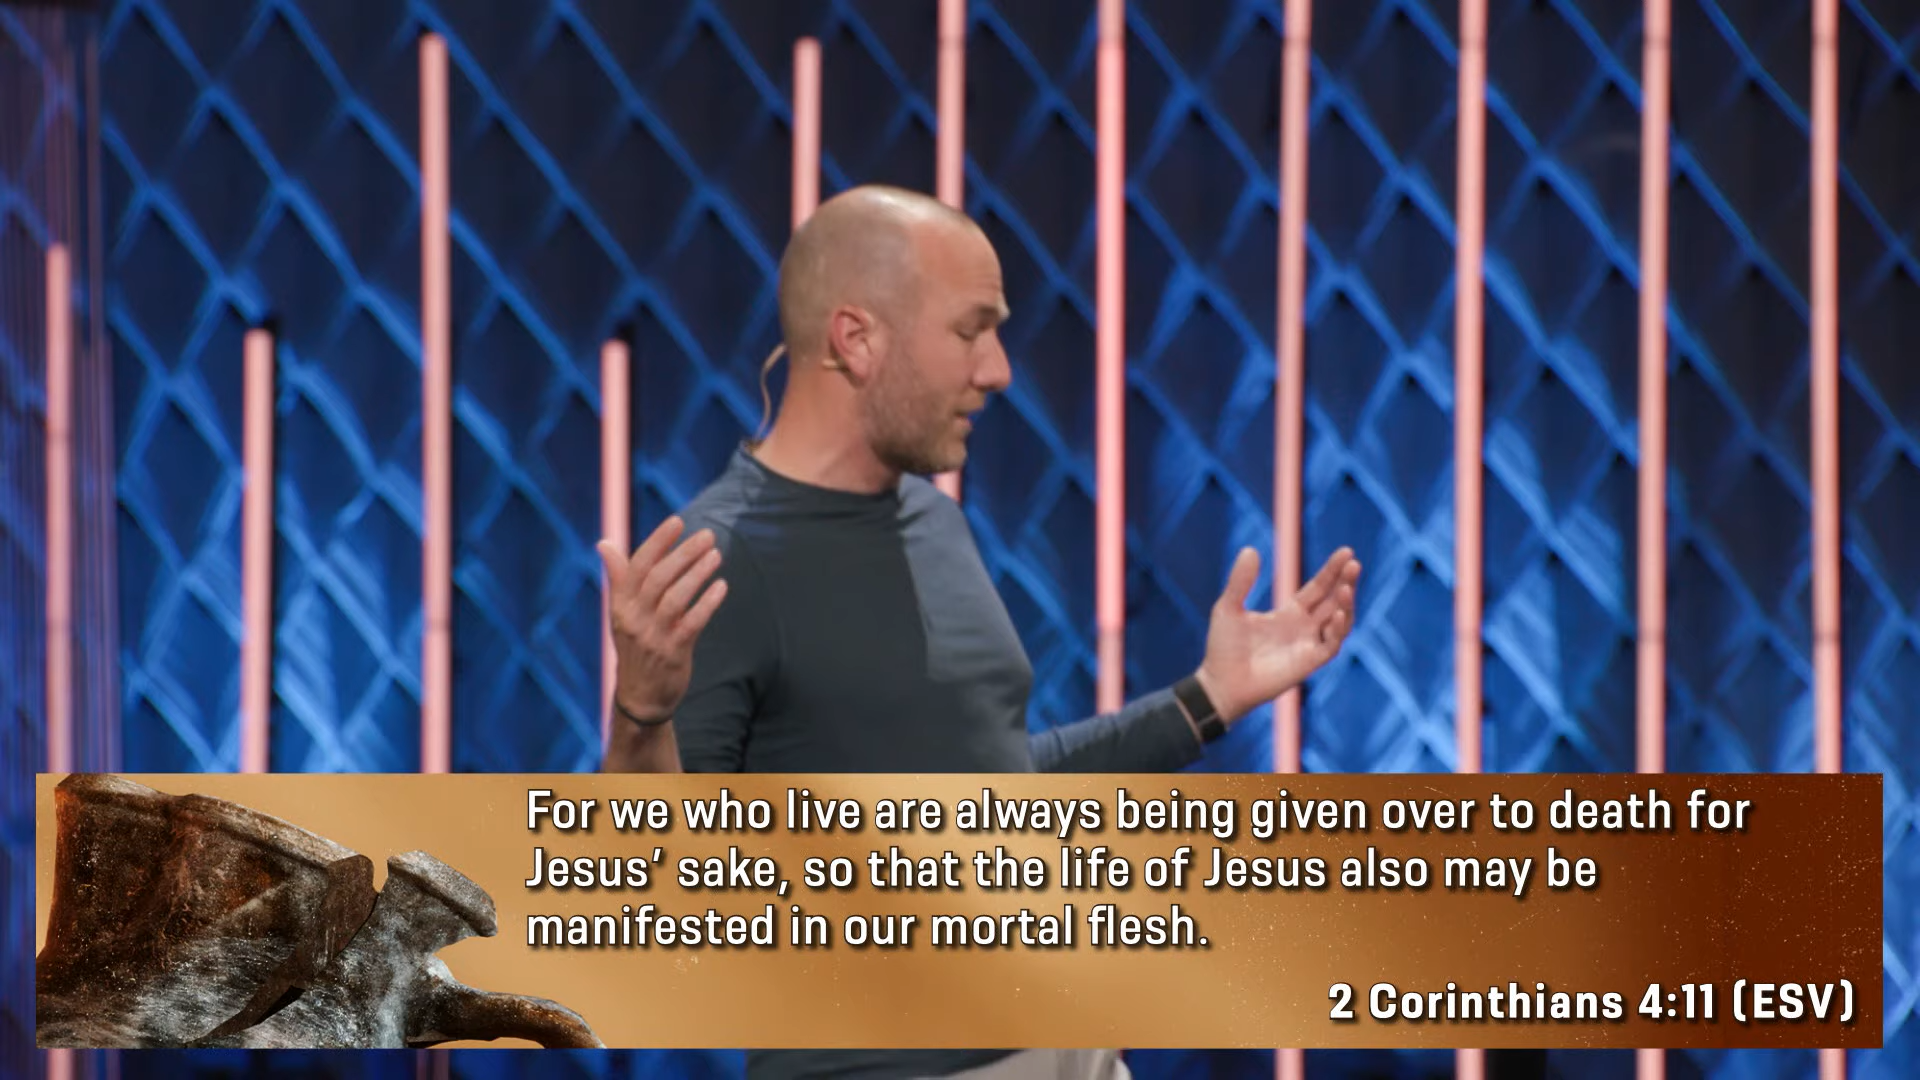 For we who live are always being given over to death for
Jesus’ sake, so that the life of Jesus also may be
manifested in our mortal flesh.
2 Corinthians 4:11 (ESV)